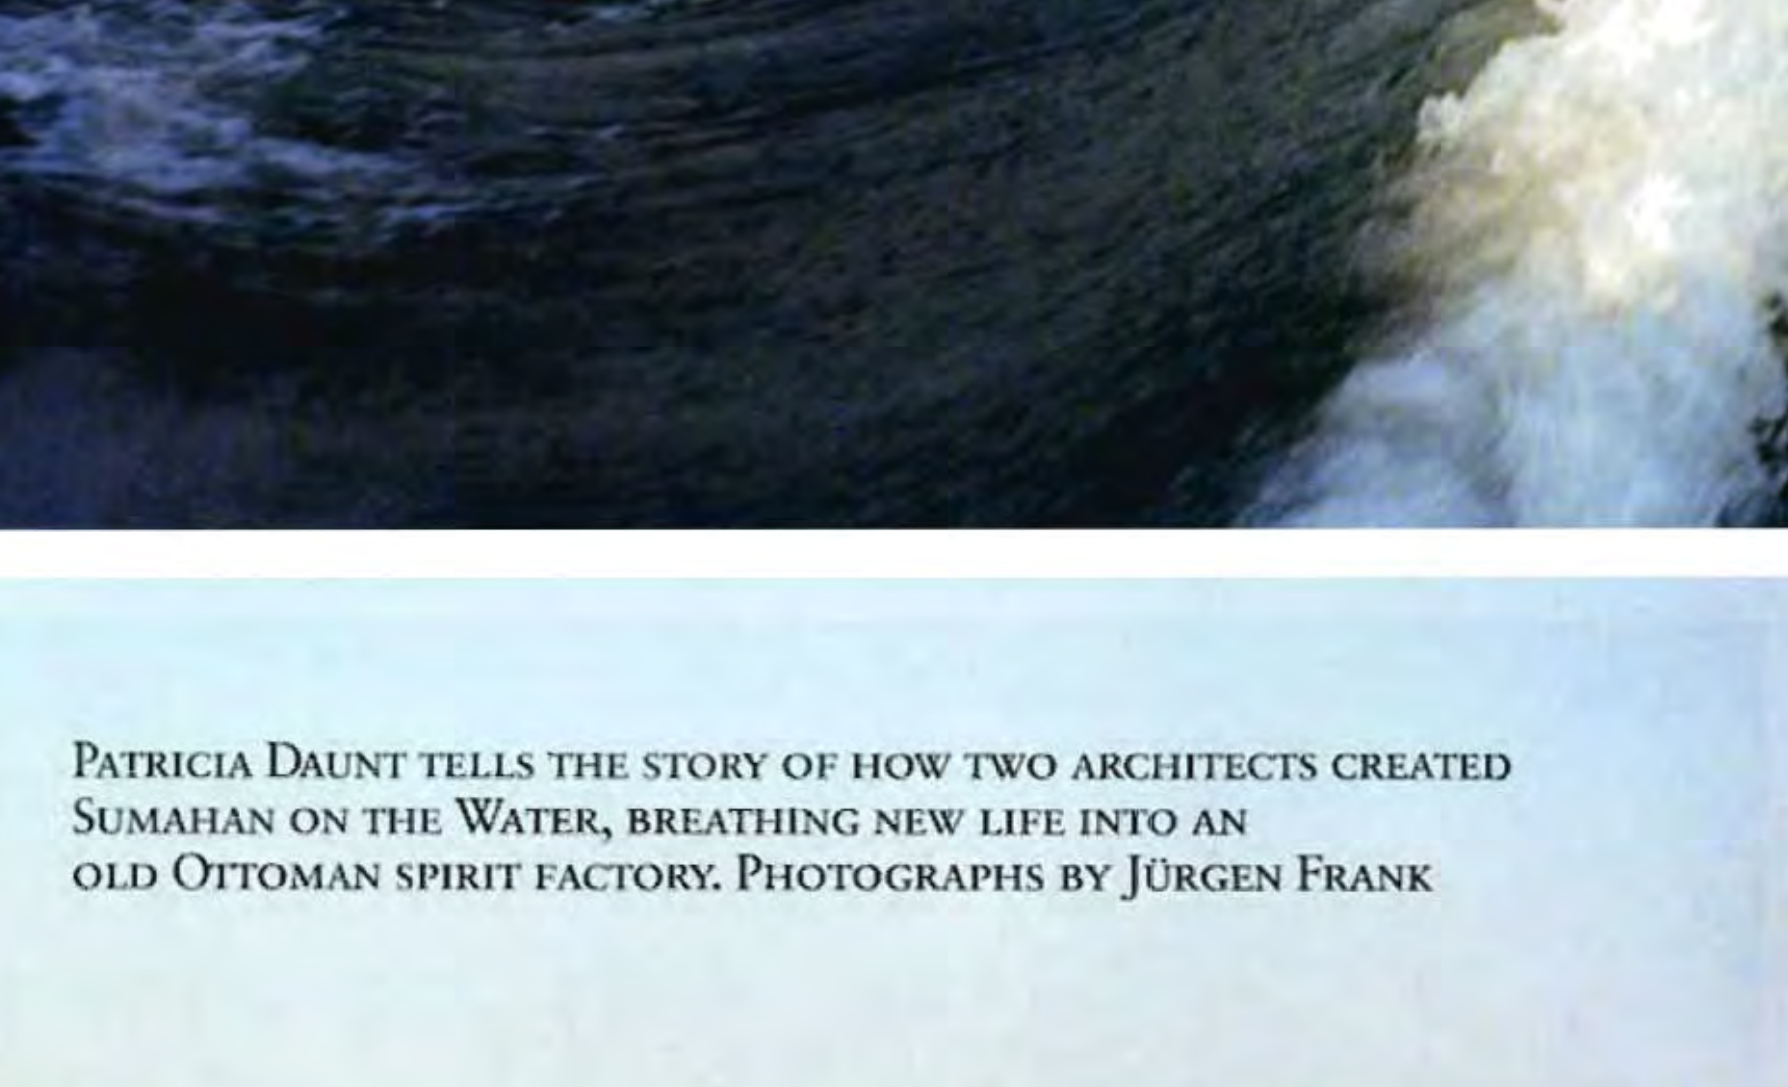 Patricia Daunt tells the story of how two architects created
Sumahan on the Water, breathing new life into an
old Ottoman spirit factory. Photographs by Jürgen Frank